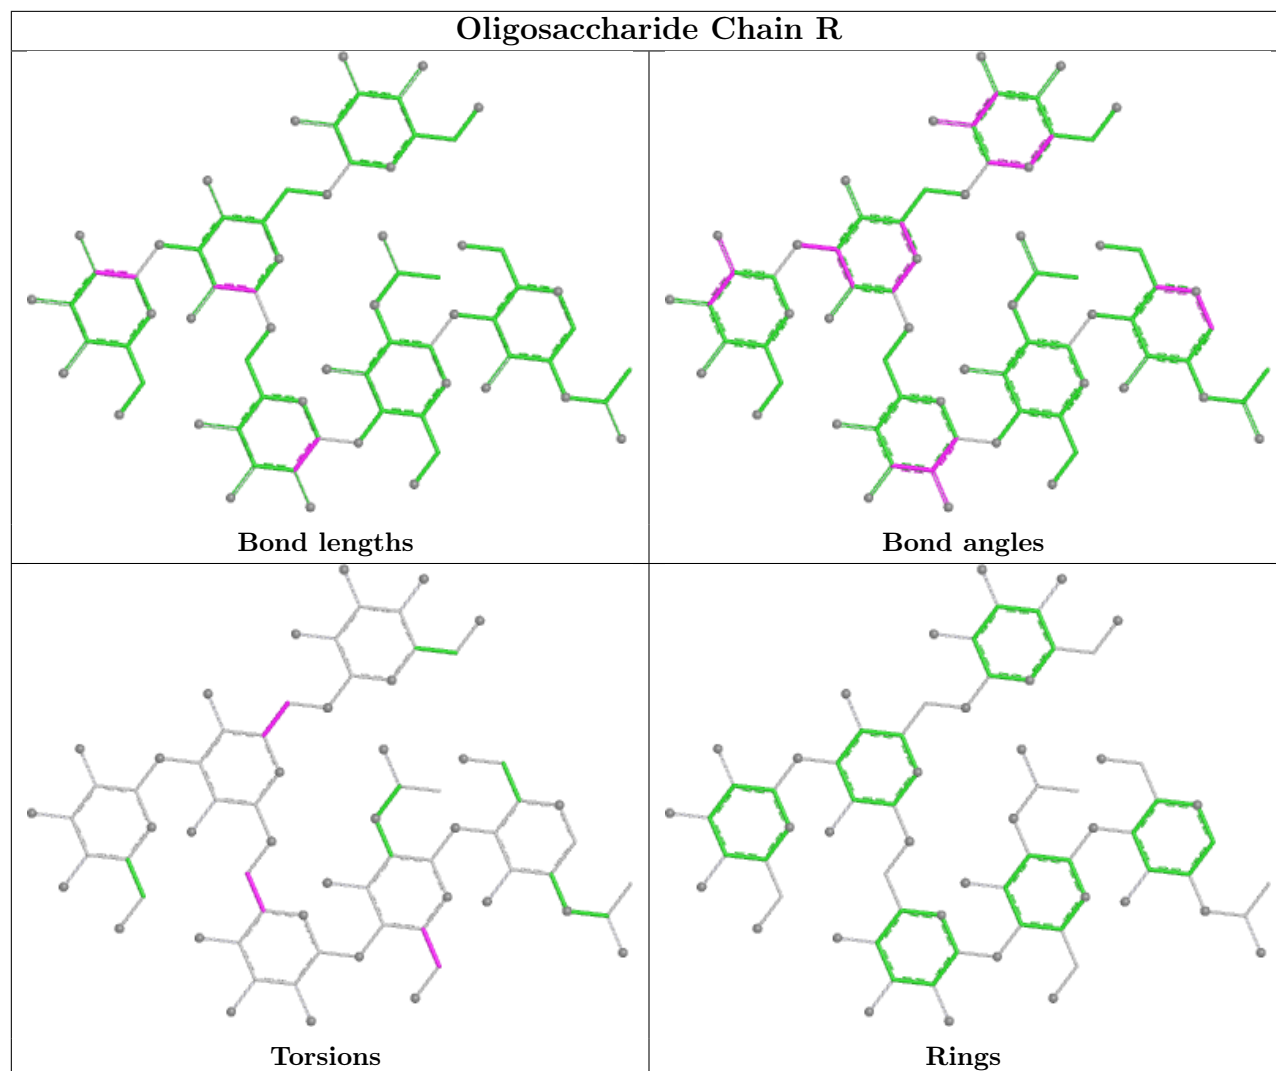 Oligosaccharide Chain R
Bond lengths
Bond angles
Torsions
Rings